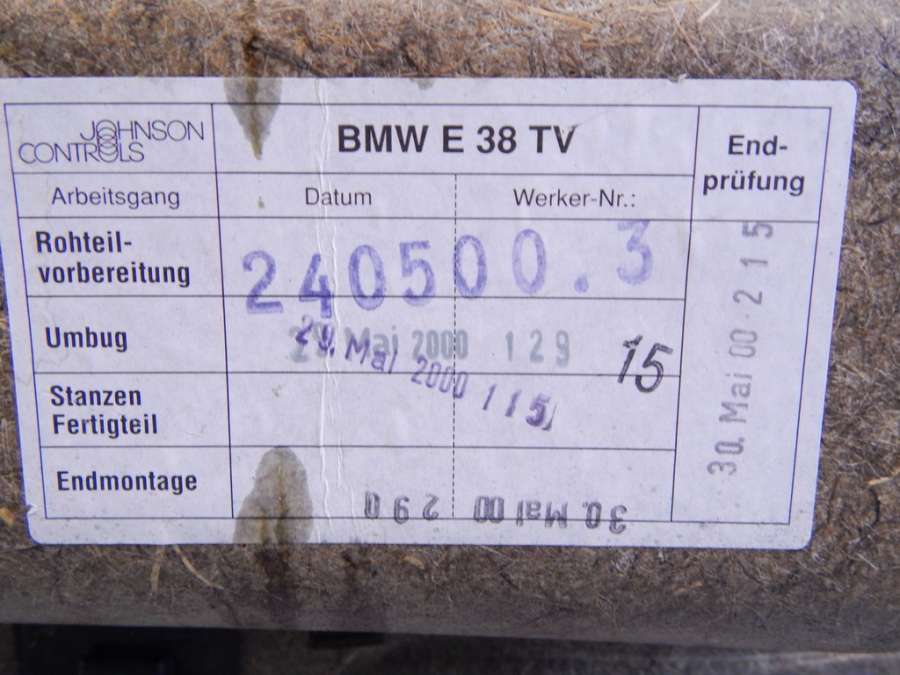 JOHNSON
CONTROLS
BMW E 38 TV
End-
prüfung
Arbeitsgang
Datum
Werker-Nr.:
Rohteil-
vorbereitung
240500.3
Umbug
29. Mai 2000 129
15
29. Mai 2000 115
Stanzen
Fertigteil
Endmontage
30. Mai 00 290
30. Mai 00 215